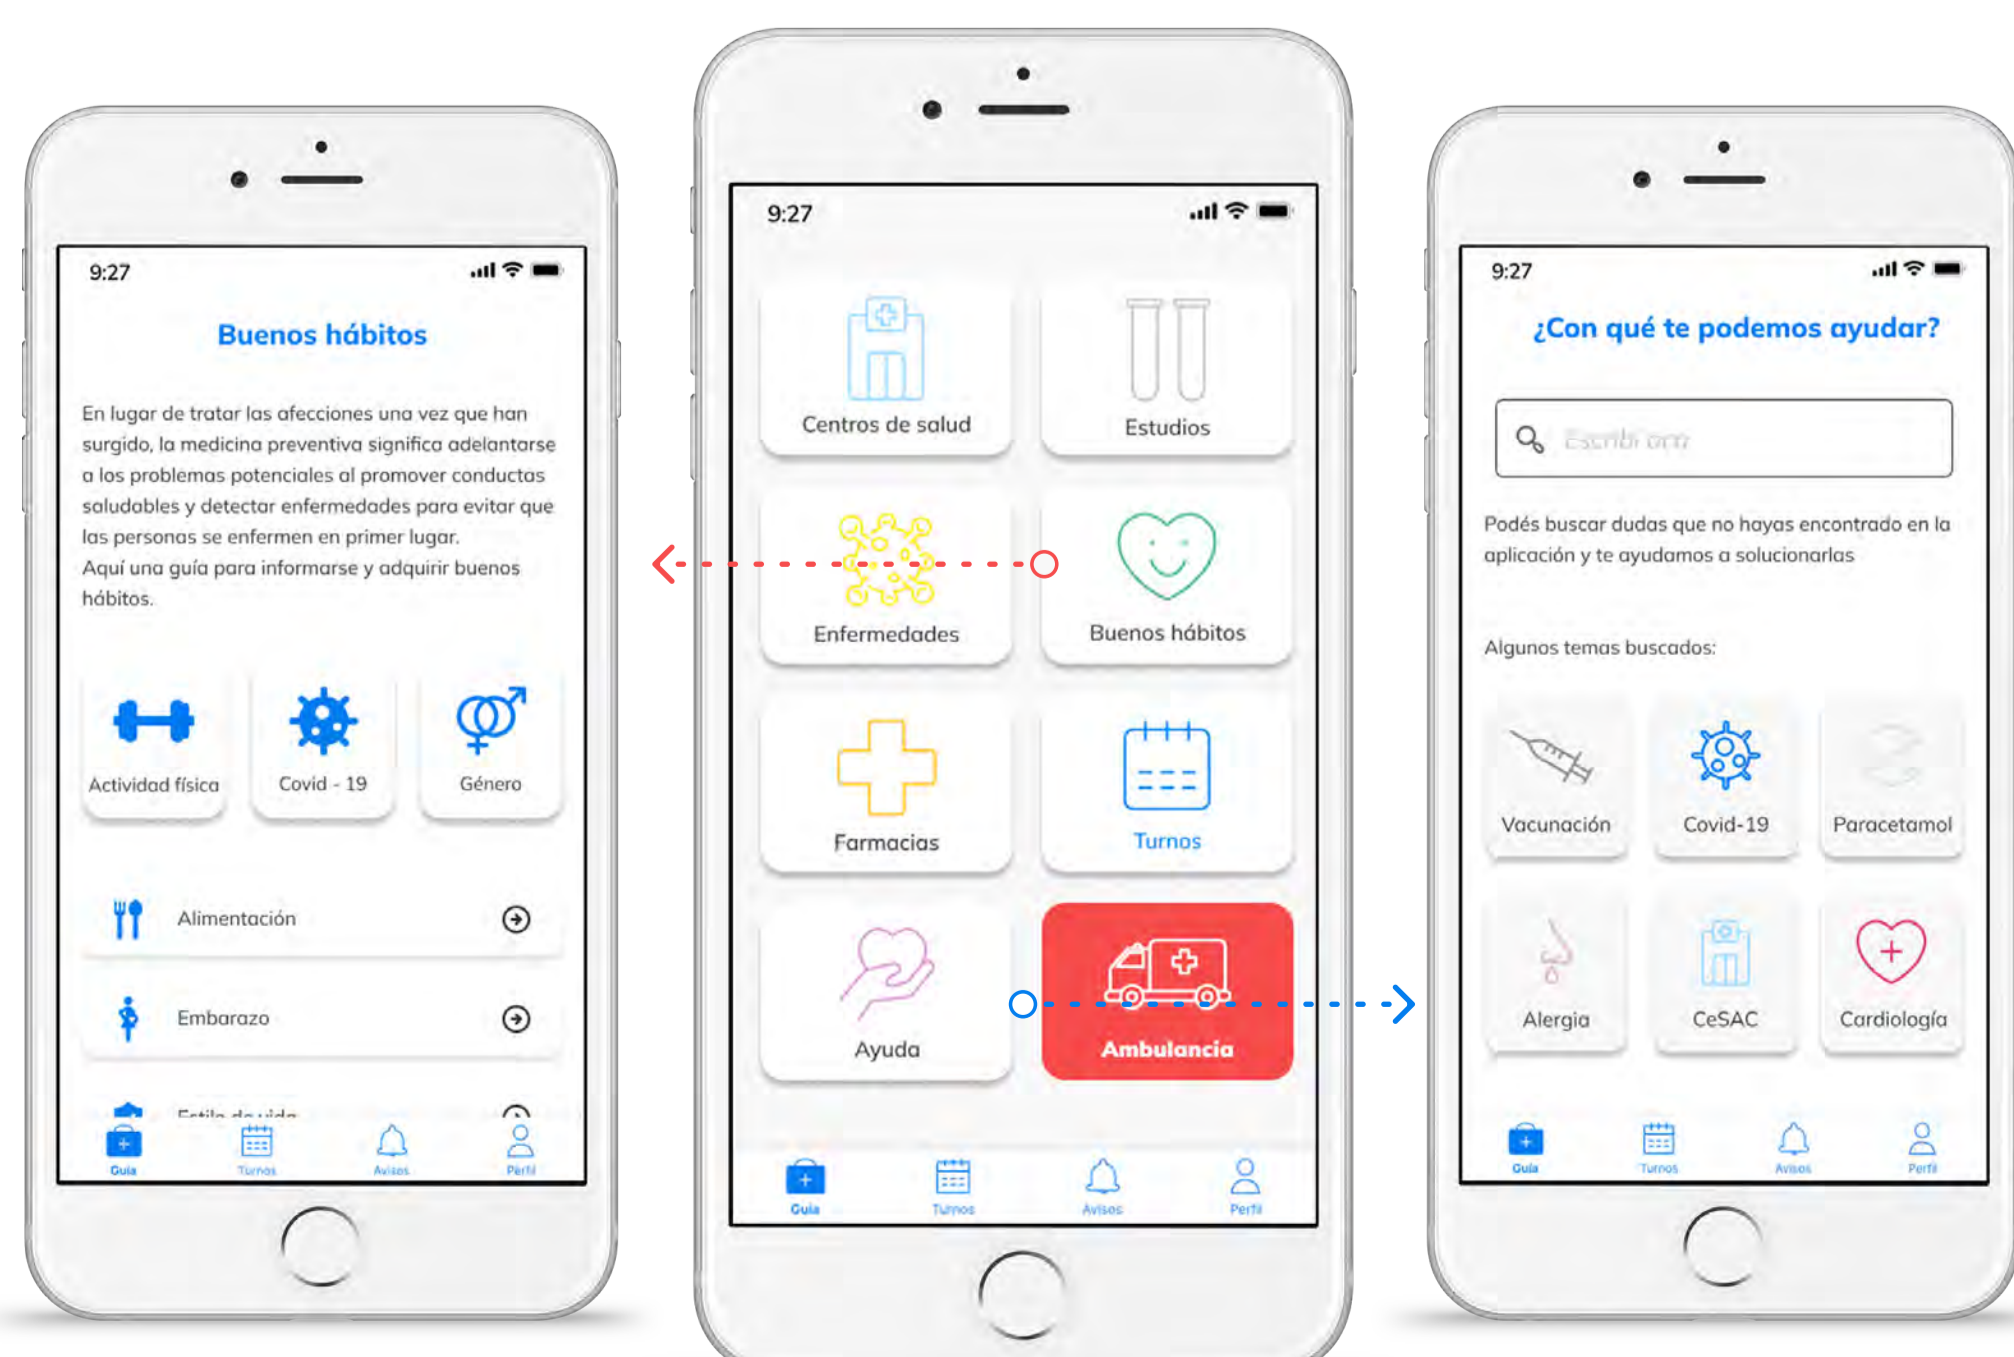 9:27
Buenos hábitos
En lugar de tratar las afecciones una vez que han
surgido, la medicina preventiva significa adelantarse
a los problemas potenciales al promover conductas
saludables y detectar enfermedades para evitar que
las personas se enfermen en primer lugar.
Aquí una guía para informarse y adquirir buenos
hábitos.
Actividad física
Covid - 19
Género
Alimentación
Embarazo
Estilo de vida
Guía
Turnos
Avisos
Perfil
9:27
Centros de salud
Estudios
Enfermedades
Buenos hábitos
Farmacias
Turnos
Ayuda
Ambulancia
Guía
Turnos
Avisos
Perfil
9:27
¿Con qué te podemos ayudar?
Escribí acá
Podés buscar dudas que no hayas encontrado en la
aplicación y te ayudamos a solucionarlas
Algunos temas buscados:
Vacunación
Covid-19
Paracetamol
Alergia
CeSAC
Cardiología
Guía
Turnos
Avisos
Perfil